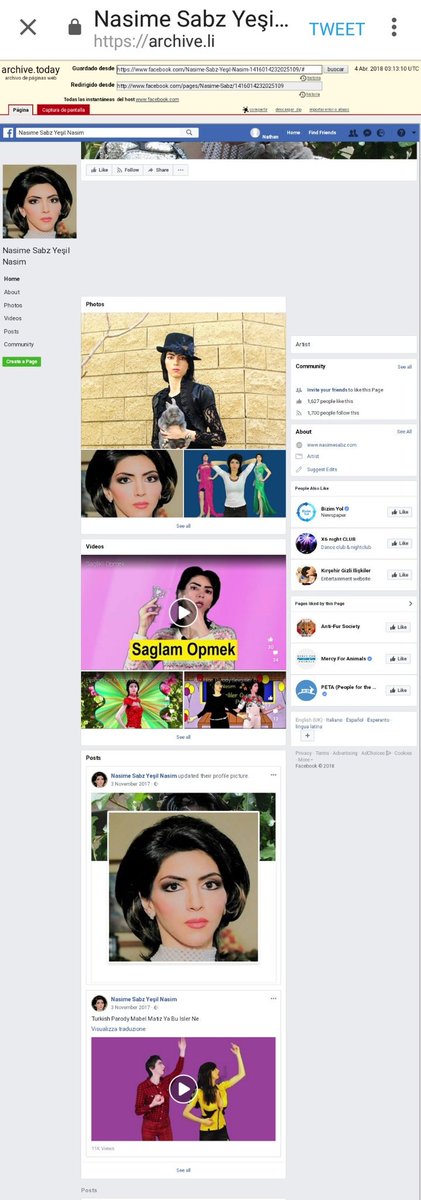 Nasime Sabz Yeşi...
https://archive.li
TWEET
archive.today
archivo de páginas web
Guardado desde
https://www.facebook.com/Nasime-Sabz-Yeşil-Nasim-1416014232025109/#
buscar
4 Abr. 2018 03:13:10 UTC
historia
Redirigido desde
http://www.facebook.com/pages/Nasime-Sabz/1416014232025109
historia
Todas las instantáneas del host www.facebook.com
Página
Captura de pantalla
compartir
descargar .zip
Nasime Sabz Yeşil Nasim
Nathan
Home
Find Friends
Like
Follow
Share
Nasime Sabz Yeşil
Nasim
Home
About
Photos
Videos
Posts
Community
Create a Page
Photos
See all
Videos
Saglam Opmek
Saglam Opmek
30
24
See all
Posts
Nasime Sabz Yeşil Nasim updated their profile picture.
3 November 2017
Nasime Sabz Yeşil Nasim
3 November 2017
Turkish Parody Mabel Matiz Ya Bu Isler Ne
Visualizza traduzione
11K Views
See all
Posts
Artist
Community
See all
Invite your friends to like this Page
1,627 people like this
1,700 people follow this
About
See All
www.nasimesabz.com
Artist
Suggest Edits
People Also Like
Bizim Yol
Newspaper
Like
X6 night CLUB
Dance club & nightclub
Like
Kırşehir Gizli Ilişkiler
Entertainment website
Like
Pages liked by this Page
Anti-Fur Society
Like
Mercy For Animals
Like
PETA (People for the ...
Like
English (UK) · Italiano · Español · Esperanto ·
lingua latina
Privacy · Terms · Advertising · AdChoices · Cookies
· More
Facebook © 2018